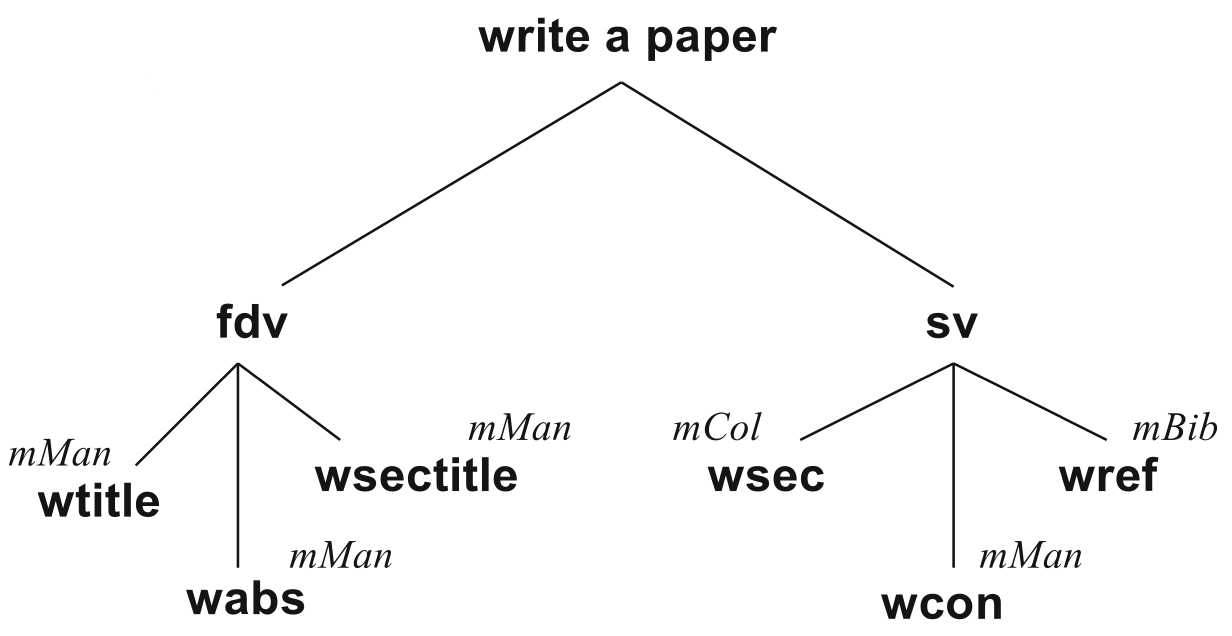 write a paper
fdv
sv
mMan
wtitle
mMan
wabs
mMan
wsectitle
mCol
wsec
mMan
wcon
mBib
wref